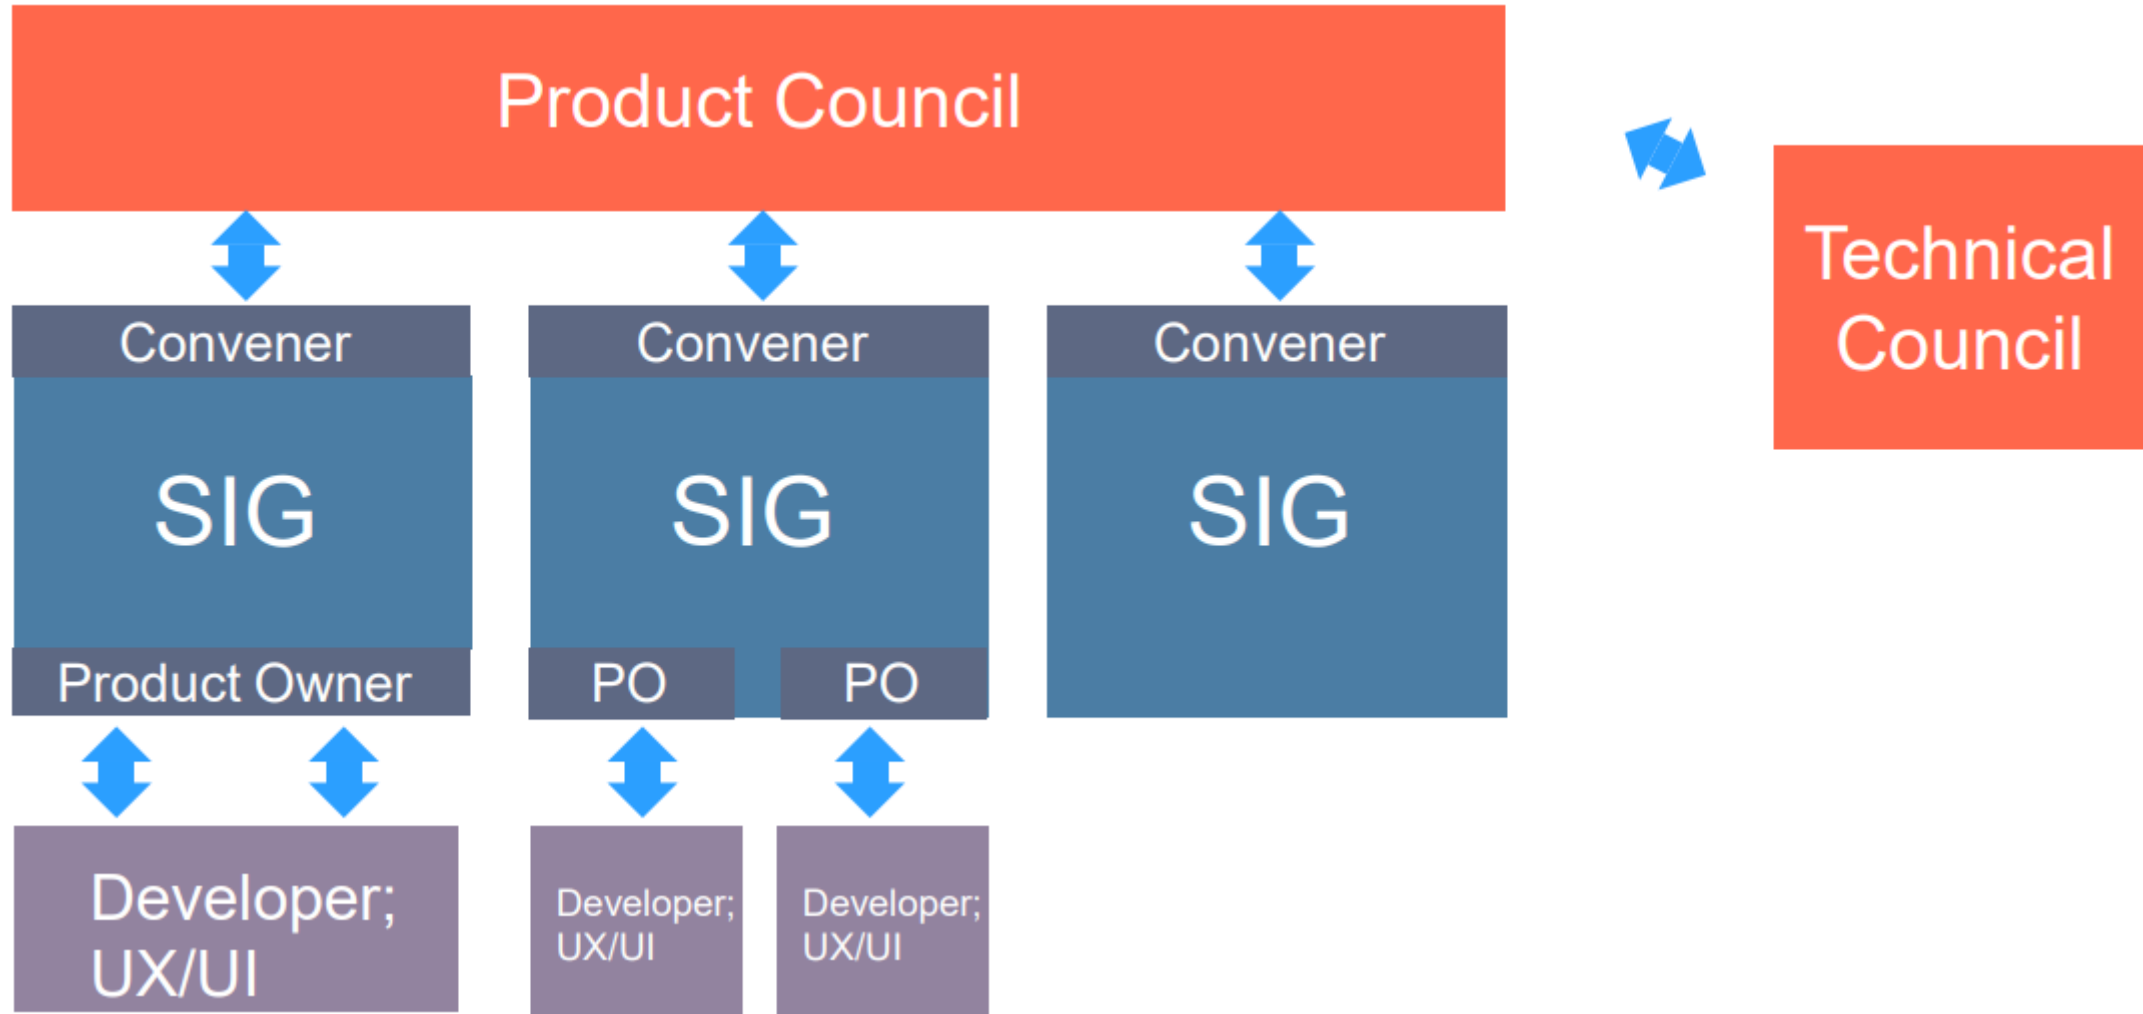 Product Council
Technical
Council
Convener
Convener
Convener
SIG
SIG
SIG
Product Owner
PO
PO
Developer;
UX/UI
Developer;
UX/UI
Developer;
UX/UI